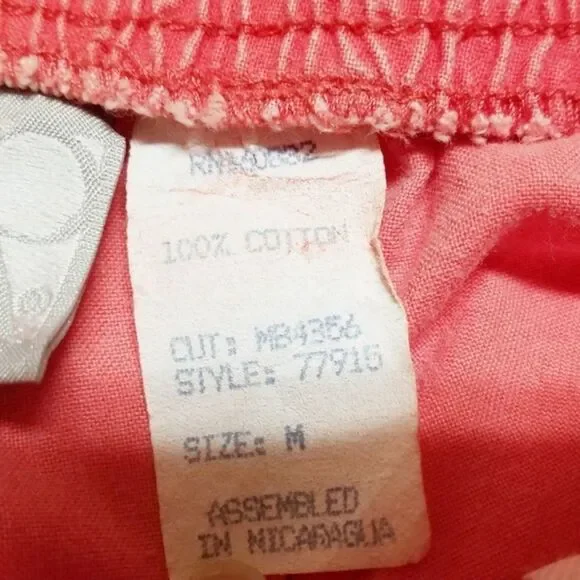 100% COTTON
CUT: MB4356
STYLE: 77915
SIZE: M
ASSEMBLED
IN NICARAGUA
®